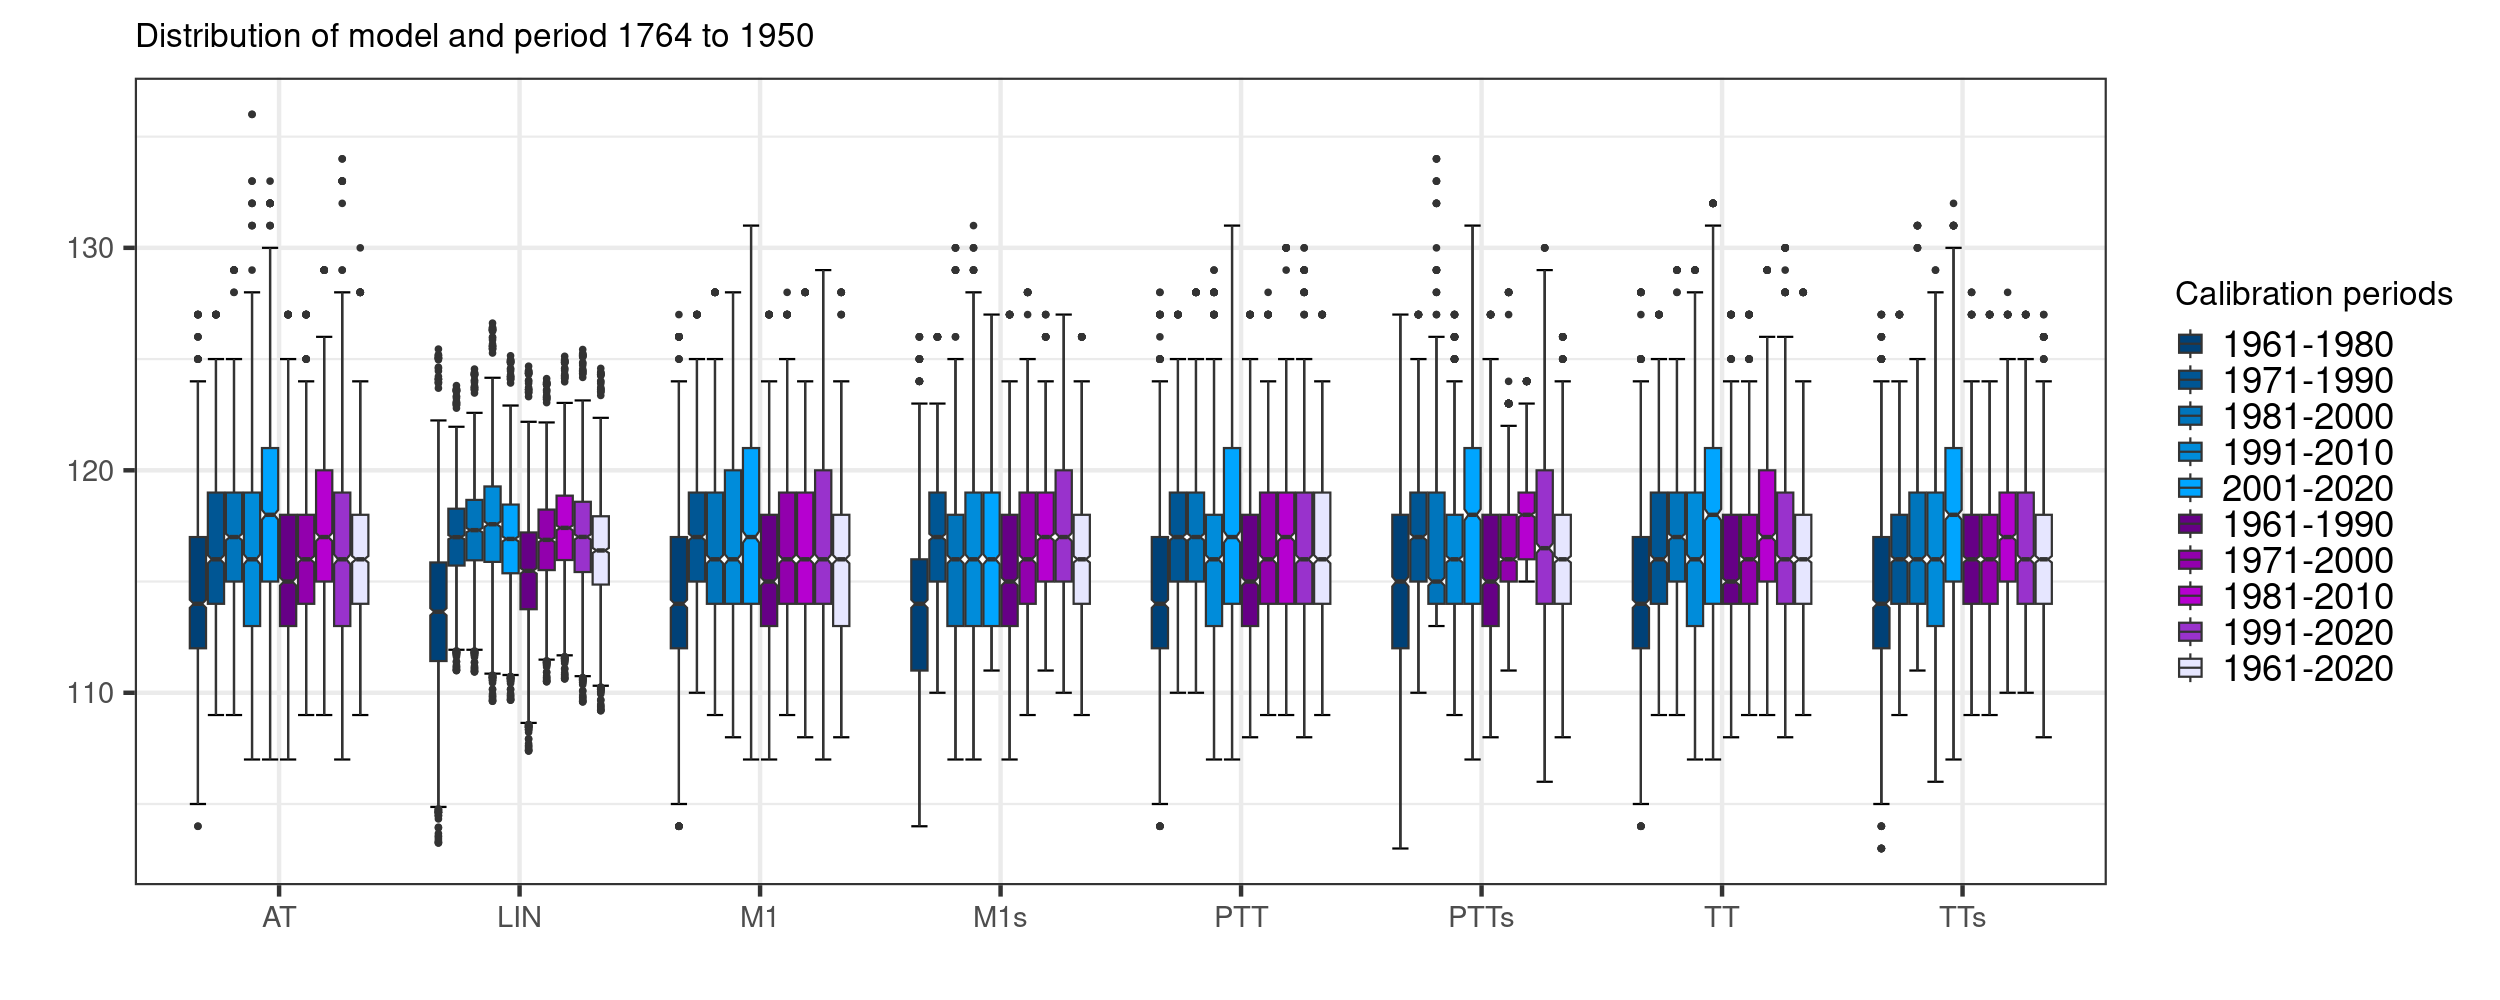 Distribution of model and period 1764 to 1950
130
120
110
AT
LIN
M1
M1s
PTT
PTTs
TT
TTs
Calibration periods
1961-1980
1971-1990
1981-2000
1991-2010
2001-2020
1961-1990
1971-2000
1981-2010
1991-2020
1961-2020